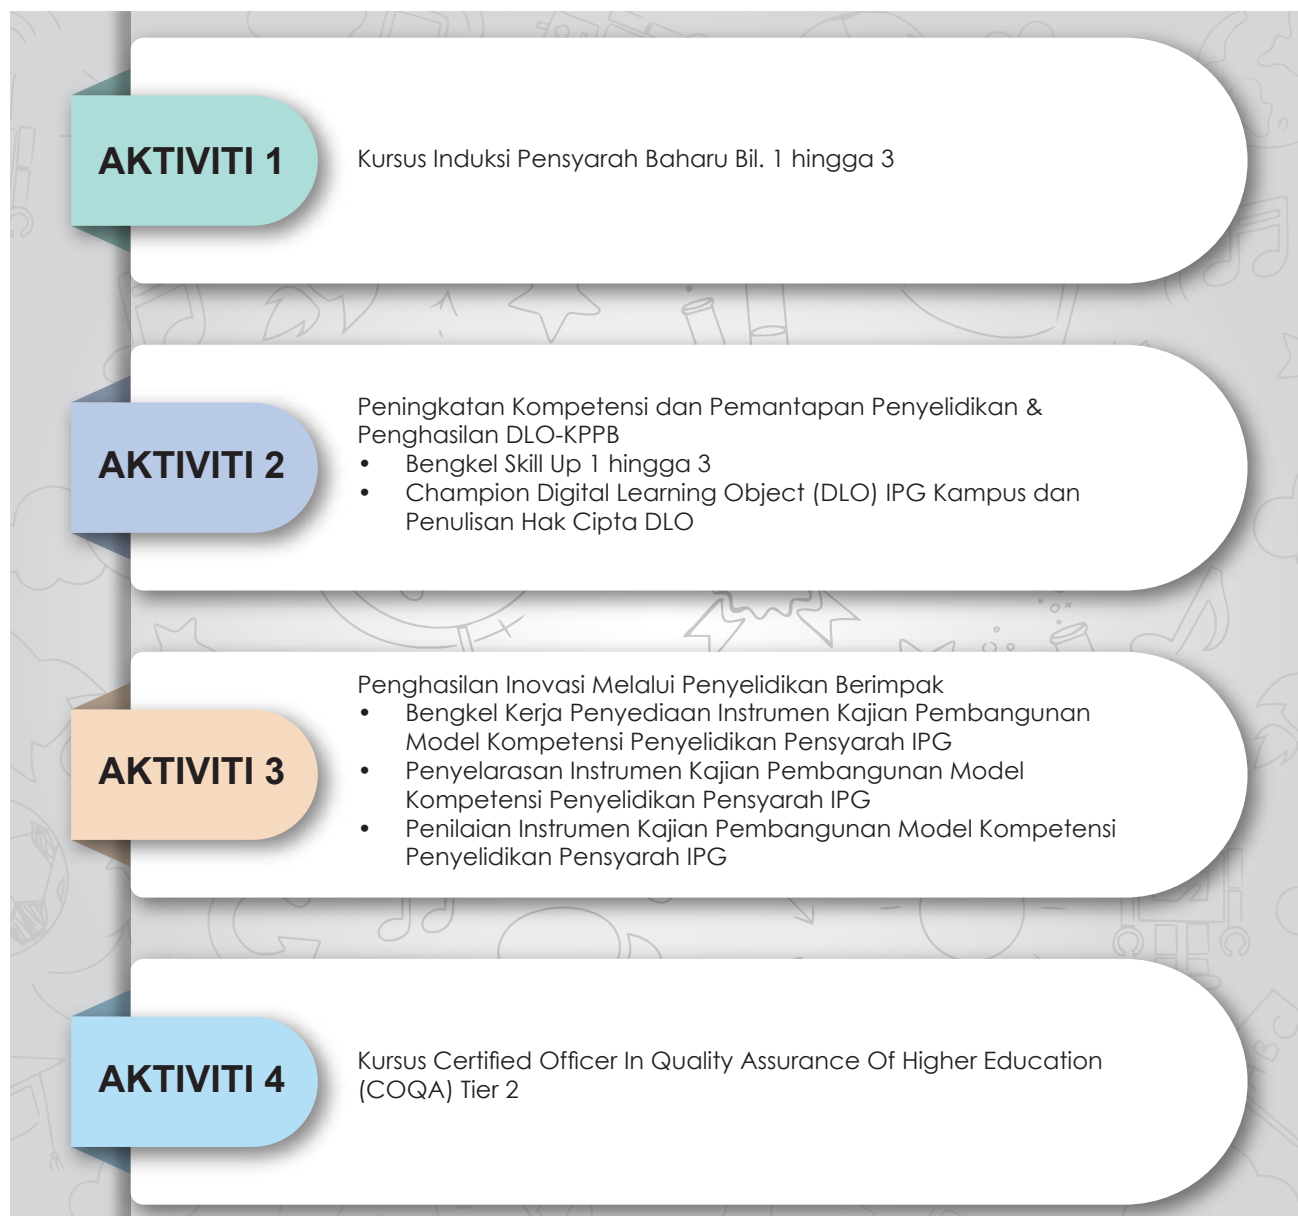 AKTIVITI 1
Kursus Induksi Pensyarah Baharu Bil. 1 hingga 3
AKTIVITI 2
Peningkatan Kompetensi dan Pemantapan Penyelidikan &
Penghasilan DLO-KPPB
• Bengkel Skill Up 1 hingga 3
• Champion Digital Learning Object (DLO) IPG Kampus dan
Penulisan Hak Cipta DLO
AKTIVITI 3
Penghasilan Inovasi Melalui Penyelidikan Berimpak
• Bengkel Kerja Penyediaan Instrumen Kajian Pembangunan
Model Kompetensi Penyelidikan Pensyarah IPG
• Penyelarasan Instrumen Kajian Pembangunan Model
Kompetensi Penyelidikan Pensyarah IPG
• Penilaian Instrumen Kajian Pembangunan Model Kompetensi
Penyelidikan Pensyarah IPG
AKTIVITI 4
Kursus Certified Officer In Quality Assurance Of Higher Education
(COQA) Tier 2